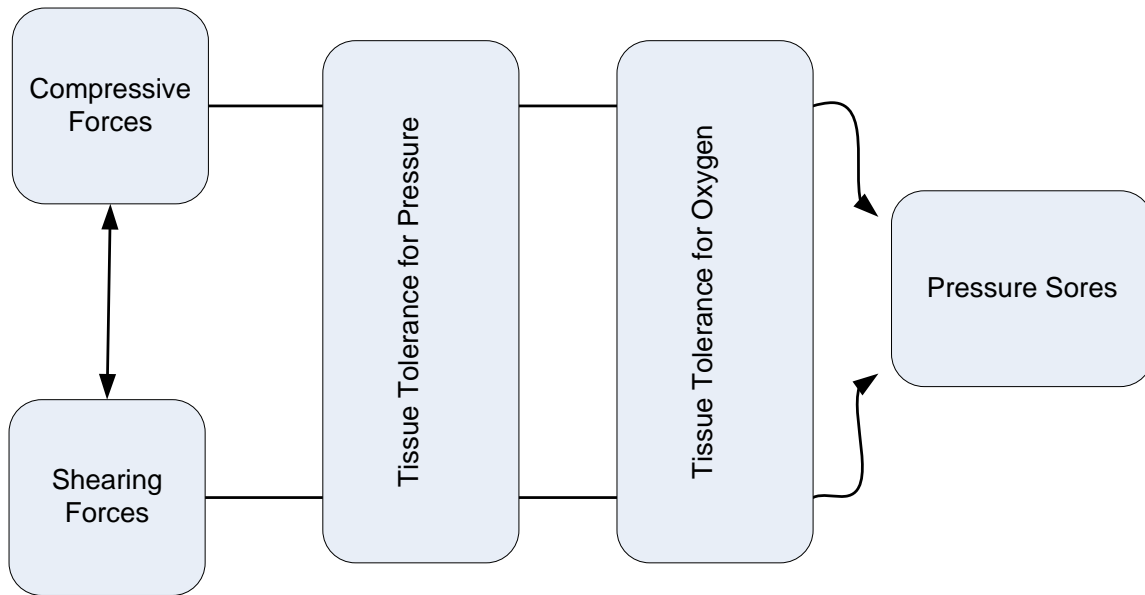 Compressive
Forces
Shearing
Forces
Tissue Tolerance for Pressure
Tissue Tolerance for Oxygen
Pressure Sores